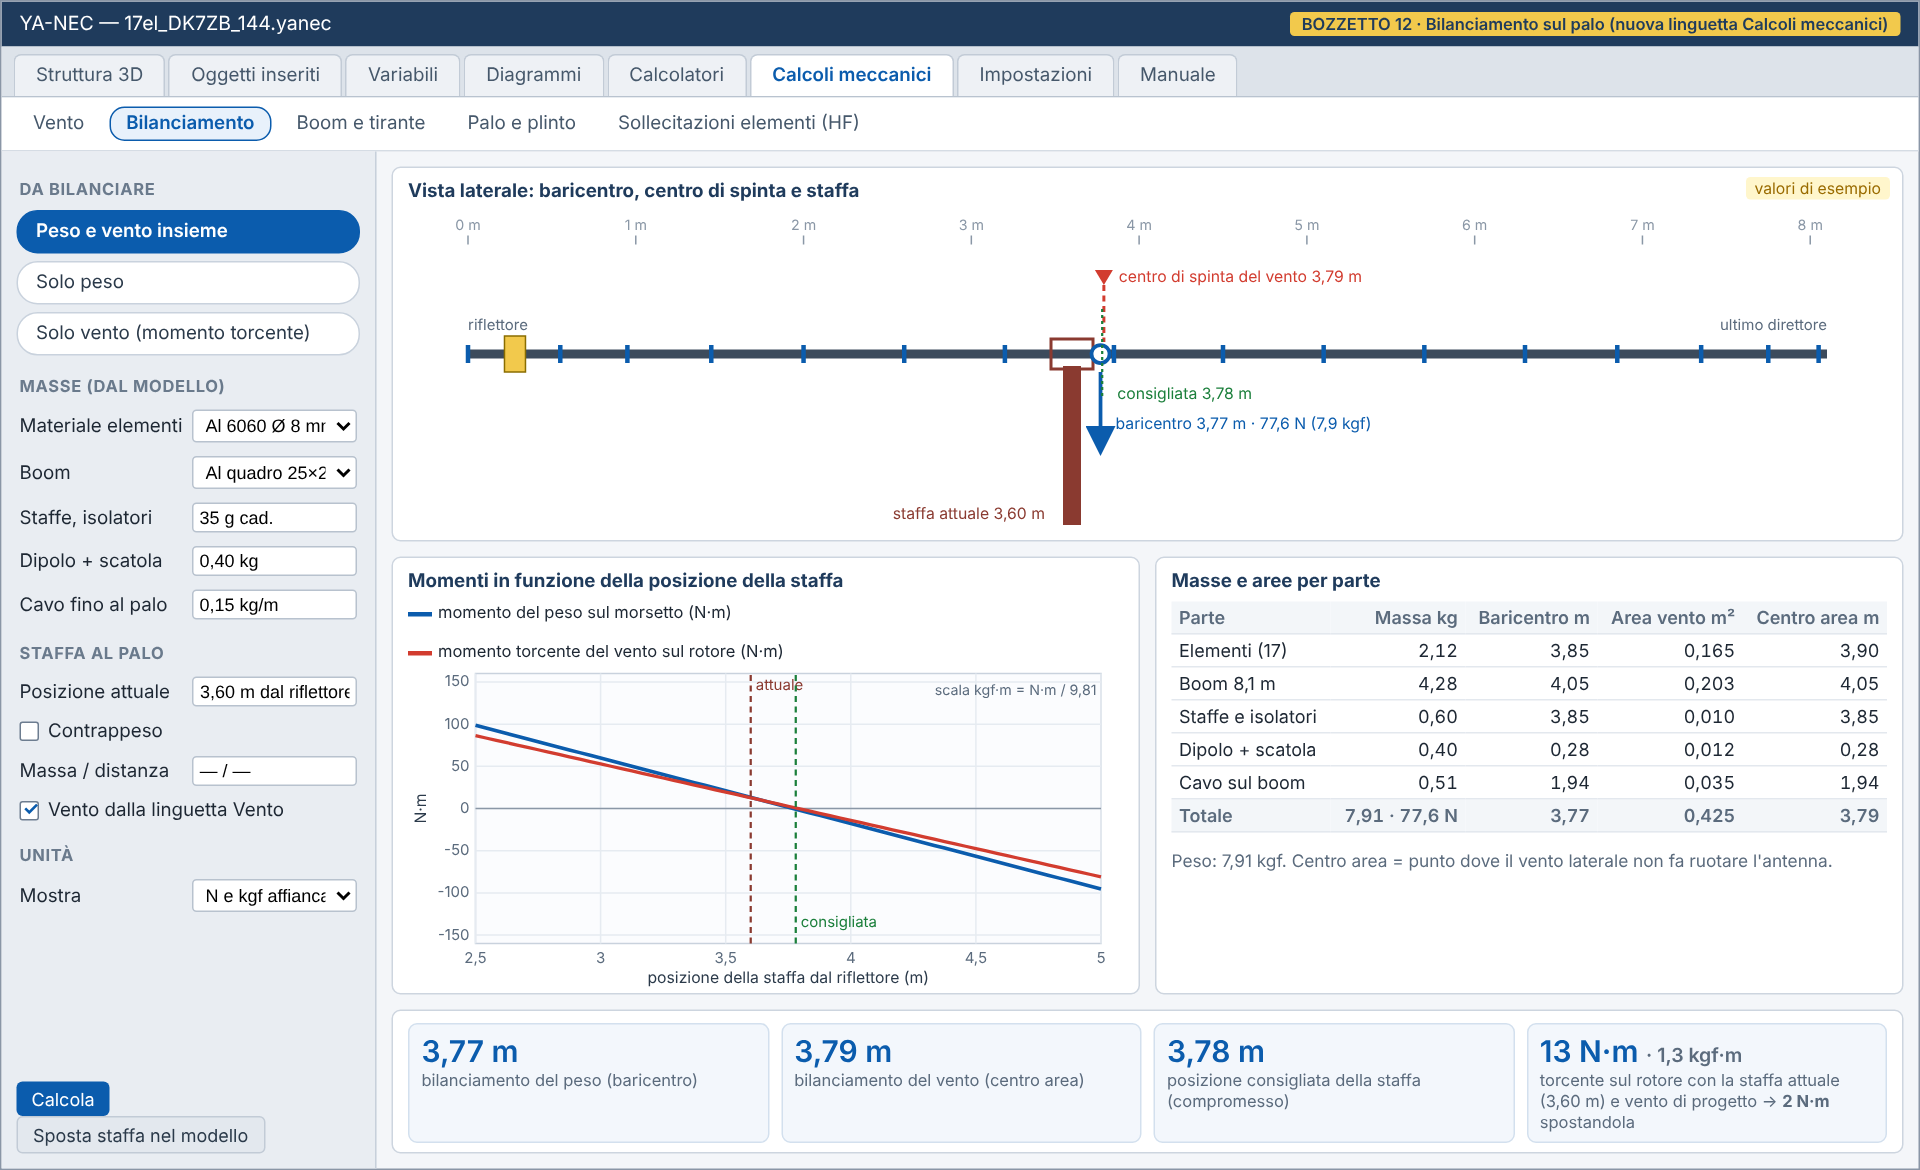 YA-NEC — 17el_DK7ZB_144.yanec
BOZZETTO 12 · Bilanciamento sul palo (nuova linguetta Calcoli meccanici)
Struttura 3D
Oggetti inseriti
Variabili
Diagrammi
Calcolatori
Calcoli meccanici
Impostazioni
Manuale
Vento
Bilanciamento
Boom e tirante
Palo e plinto
Sollecitazioni elementi (HF)
DA BILANCIARE
Peso e vento insieme
Solo peso
Solo vento (momento torcente)
MASSE (DAL MODELLO)
Materiale elementi
Al 6060 Ø 8 mm
Boom
Al quadro 25×2
Staffe, isolatori
35 g cad.
Dipolo + scatola
0,40 kg
Cavo fino al palo
0,15 kg/m
STAFFA AL PALO
Posizione attuale
3,60 m dal riflettore
Contrappeso
Massa / distanza
— / —
Vento dalla linguetta Vento
UNITÀ
Mostra
N e kgf affianca
Calcola
Sposta staffa nel modello
Vista laterale: baricentro, centro di spinta e staffa
valori di esempio
0 m
1 m
2 m
3 m
4 m
5 m
6 m
7 m
8 m
centro di spinta del vento 3,79 m
riflettore
ultimo direttore
consigliata 3,78 m
baricentro 3,77 m · 77,6 N (7,9 kgf)
staffa attuale 3,60 m
Momenti in funzione della posizione della staffa
momento del peso sul morsetto (N·m)
momento torcente del vento sul rotore (N·m)
150
100
50
0
-50
-100
-150
N·m
attuale
scala kgf·m = N·m / 9,81
consigliata
2,5
3
3,5
4
4,5
5
posizione della staffa dal riflettore (m)
Masse e aree per parte
Parte Massa kg Baricentro m Area vento m² Centro area m
Elementi (17) 2,12 3,85 0,165 3,90
Boom 8,1 m 4,28 4,05 0,203 4,05
Staffe e isolatori 0,60 3,85 0,010 3,85
Dipolo + scatola 0,40 0,28 0,012 0,28
Cavo sul boom 0,51 1,94 0,035 1,94
Totale 7,91 · 77,6 N 3,77 0,425 3,79
Peso: 7,91 kgf. Centro area = punto dove il vento laterale non fa ruotare l'antenna.
3,77 m
bilanciamento del peso (baricentro)
3,79 m
bilanciamento del vento (centro area)
3,78 m
posizione consigliata della staffa
(compromesso)
13 N·m · 1,3 kgf·m
torcente sul rotore con la staffa attuale
(3,60 m) e vento di progetto → 2 N·m
spostandola